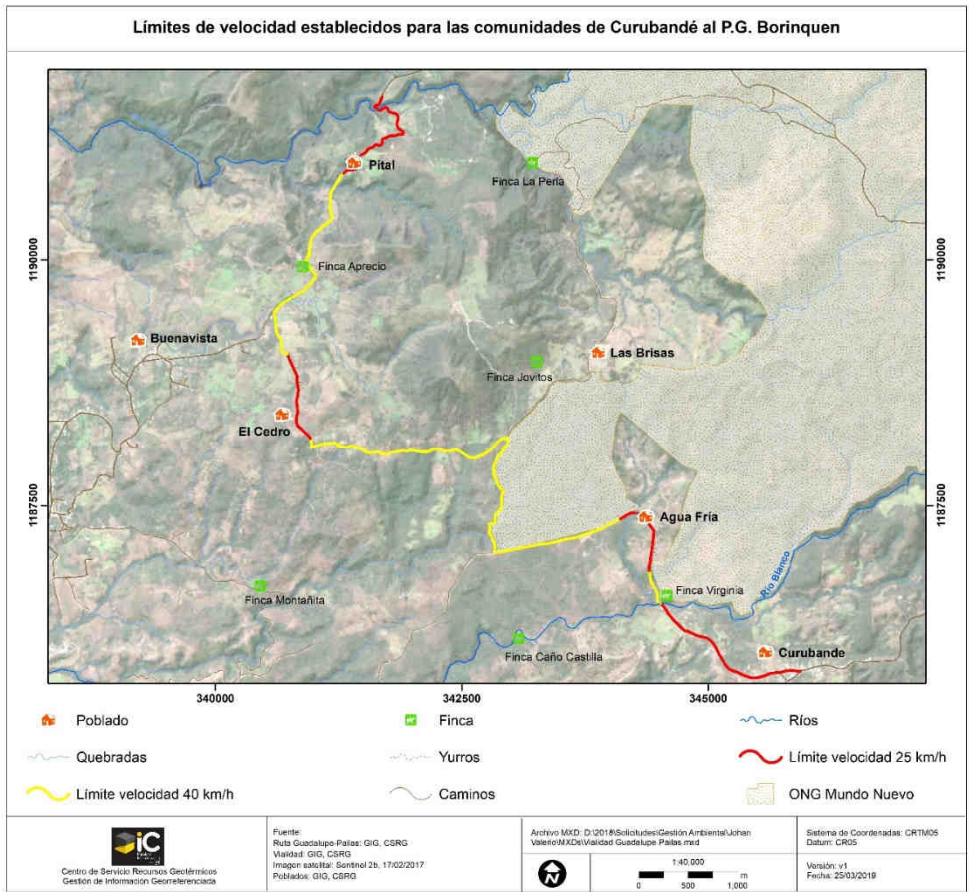 Límites de velocidad establecidos para las comunidades de Curubandé al P.G. Borinquen
Pital
Finca La Perla
1190000
1190000
Finca Aprecio
Buenavista
Las Brisas
Finca Jovitos
El Cedro
1187500
1187500
Agua Fría
Río Blanco
Finca Virginia
Finca Montañita
Finca Caño Castilla
Curubande
340000
342500
345000
Poblado
Finca
Ríos
Quebradas
Yurros
Límite velocidad 25 km/h
Límite velocidad 40 km/h
Caminos
ONG Mundo Nuevo
iC
Centro de Servicio Recursos Geotérmicos
Gestión de Información Georreferenciada
Fuente:
Ruta Guadalupe-Pailas: GIG, CSRG
Vialidad: GIG, CSRG
Imagen satelital: Sentinel 2b, 17/02/2017
Poblados: GIG, CSRG
Archivo MXD: D:\2018\Solicitudes\Gestión Ambiental\Johan
Valerio\MXDs\Vialidad Guadalupe Pailas.mxd
N
1:40,000
m
0 500 1,000
Sistema de Coordenadas: CRTM05
Datum: CR05
Versión: v1
Fecha: 25/03/2019